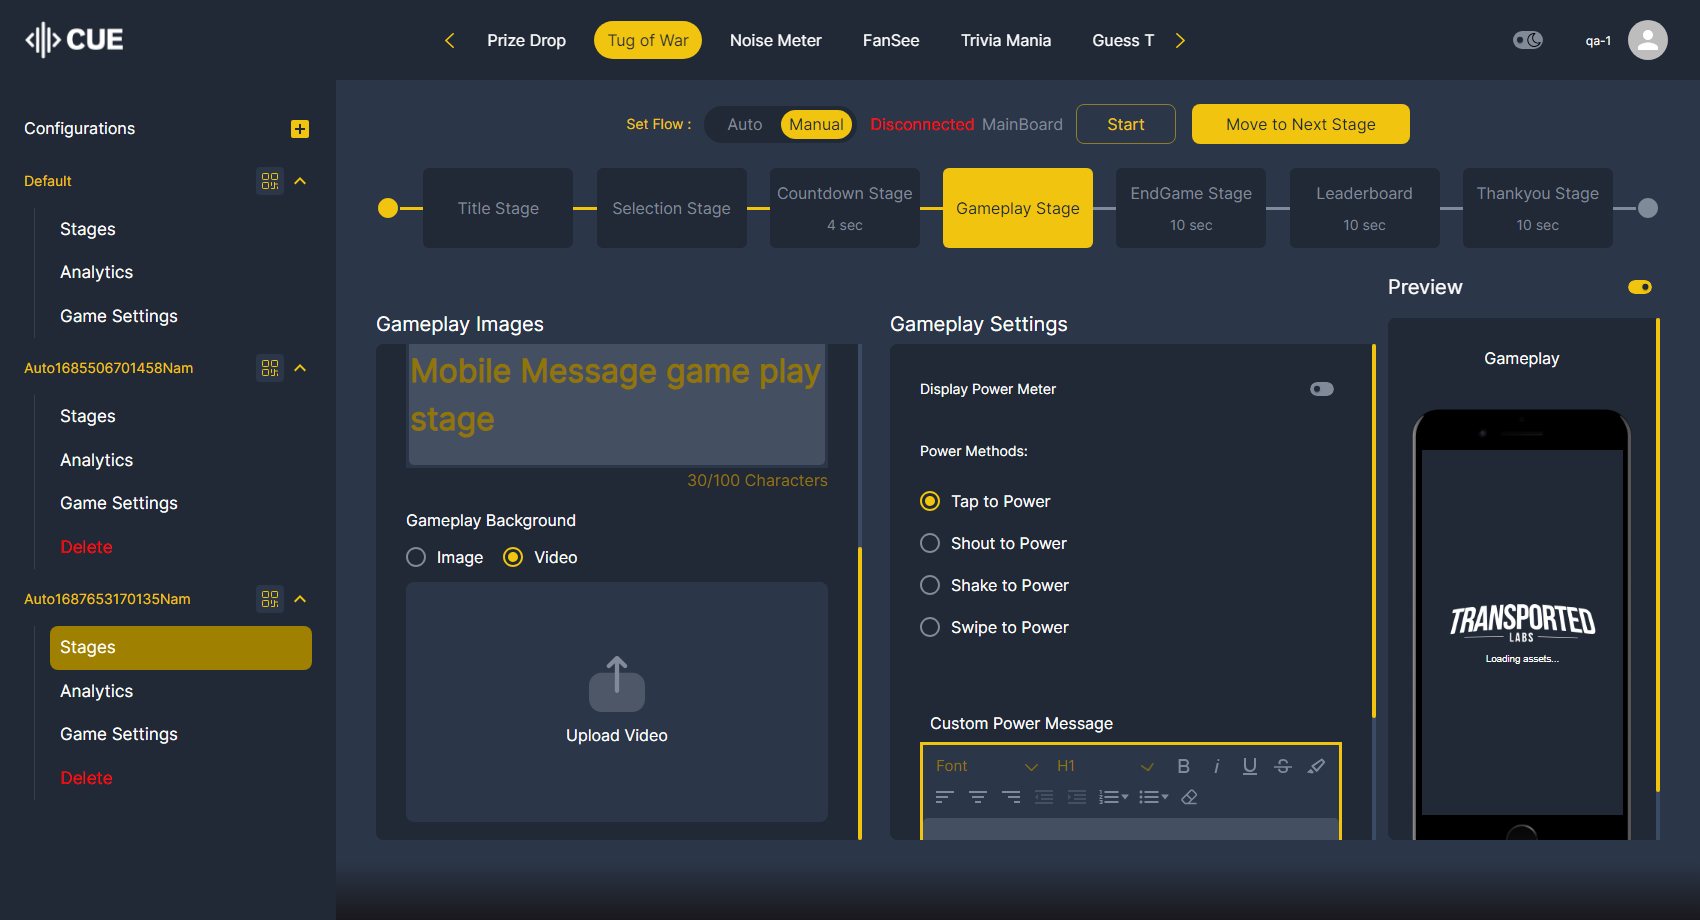 CUE
Prize Drop
Tug of War
Noise Meter
FanSee
Trivia Mania
Guess T
qa-1
Configurations
Default
Stages
Analytics
Game Settings
Auto1685506701458Nam
Stages
Analytics
Game Settings
Delete
Auto1687653170135Nam
Stages
Analytics
Game Settings
Delete
Set Flow :
Auto
Manual
Disconnected MainBoard
Start
Move to Next Stage
Title Stage
Selection Stage
Countdown Stage
4 sec
Gameplay Stage
EndGame Stage
10 sec
Leaderboard
10 sec
Thankyou Stage
10 sec
Gameplay Images
Mobile Message game play
stage
30/100 Characters
Gameplay Background
Image
Video
Upload Video
Gameplay Settings
Display Power Meter
Power Methods:
Tap to Power
Shout to Power
Shake to Power
Swipe to Power
Custom Power Message
Font
H1
B
i
U
S
Preview
Gameplay
TRANSPORTED
LABS
Loading assets...